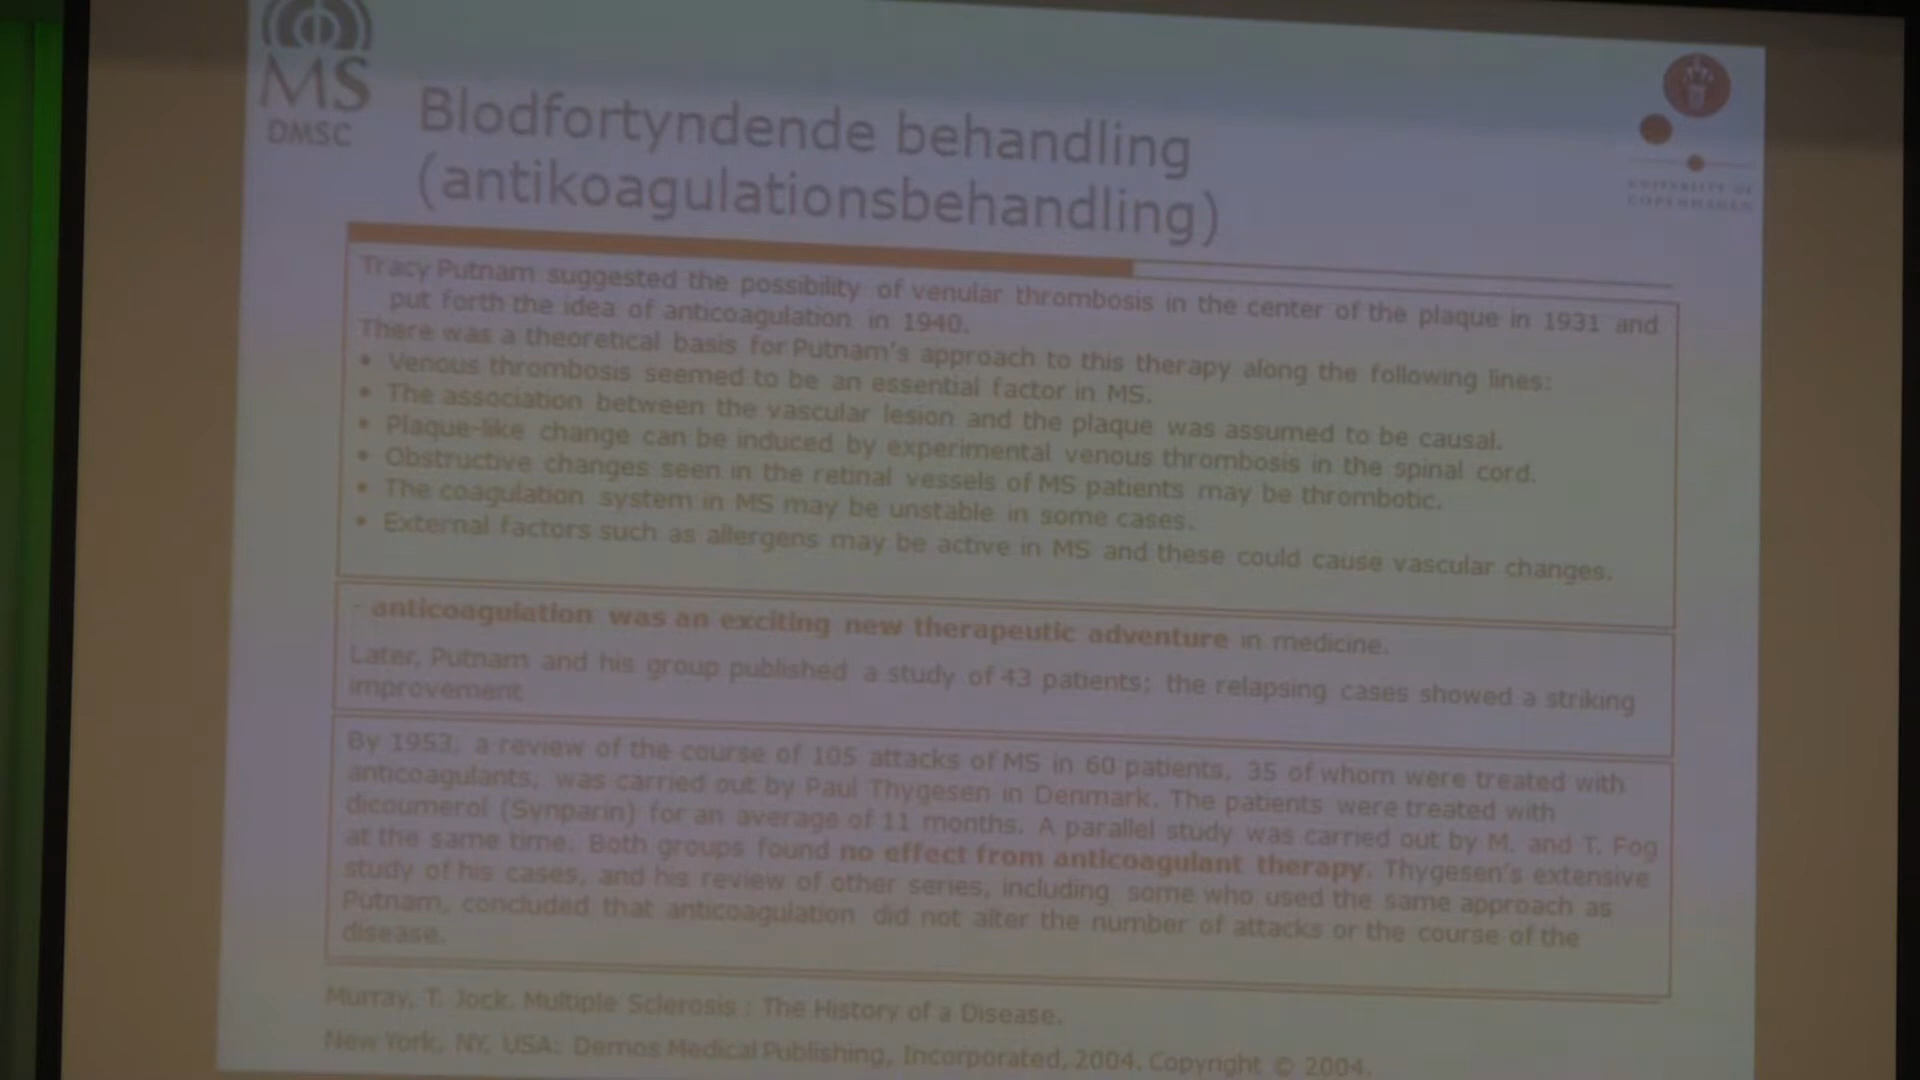 MS
DMSC
Blodfortyndende behandling
(antikoagulationsbehandling)
UNIVERSITY OF
COPENHAGEN
Tracy Putnam suggested the possibility of venular thrombosis in the center of the plaque in 1931 and
put forth the idea of anticoagulation in 1940.
There was a theoretical basis for Putnam's approach to this therapy along the following lines:
• Venous thrombosis seemed to be an essential factor in MS.
• The association between the vascular lesion and the plaque was assumed to be causal.
• Plaque-like change can be induced by experimental venous thrombosis in the spinal cord.
• Obstructive changes seen in the retinal vessels of MS patients may be thrombotic.
• The coagulation system in MS may be unstable in some cases.
• External factors such as allergens may be active in MS and these could cause vascular changes.
- anticoagulation was an exciting new therapeutic adventure in medicine.
Later, Putnam and his group published a study of 43 patients; the relapsing cases showed a striking
improvement
By 1953, a review of the course of 105 attacks of MS in 60 patients, 35 of whom were treated with
anticoagulants, was carried out by Paul Thygesen in Denmark. The patients were treated with
dicoumerol (Synparin) for an average of 11 months. A parallel study was carried out by M. and T. Fog
at the same time. Both groups found no effect from anticoagulant therapy. Thygesen's extensive
study of his cases, and his review of other series, including some who used the same approach as
Putnam, concluded that anticoagulation did not alter the number of attacks or the course of the
disease.
Murray, T. Jock. Multiple Sclerosis : The History of a Disease.
New York, NY, USA: Demos Medical Publishing, Incorporated, 2004. Copyright © 2004.